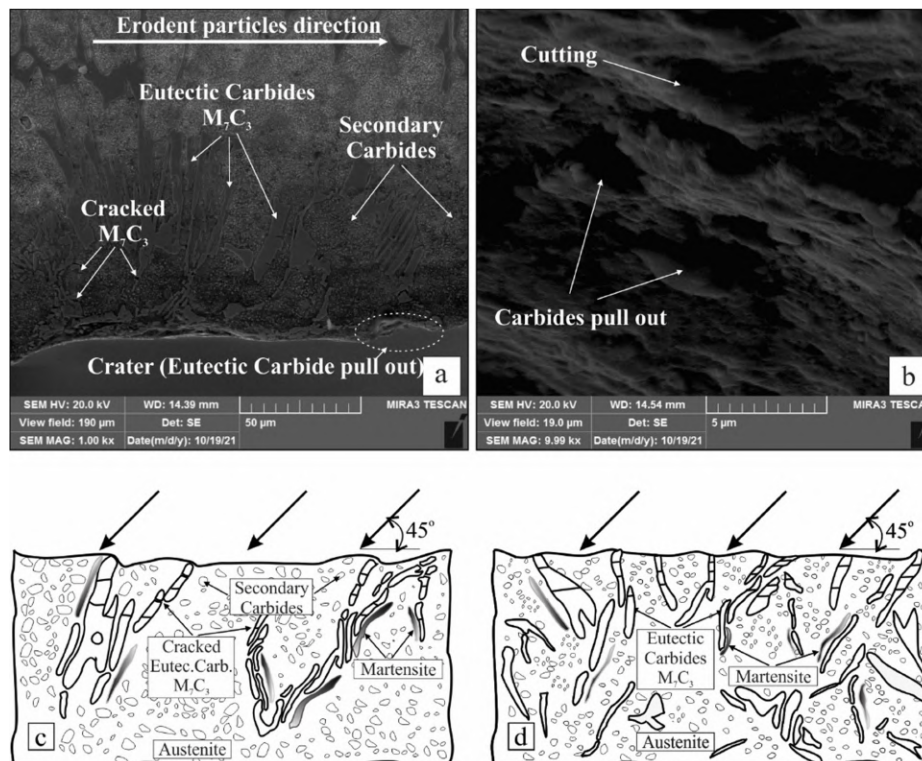 Erodent particles direction
Eutectic Carbides
M₇C₃
Secondary
Carbides
Cracked
M₇C₃
Crater (Eutectic Carbide pull out)
a
SEM HV: 20.0 kV
WD: 14.39 mm
MIRA3 TESCAN
View field: 190 µm
Det: SE
50 µm
SEM MAG: 1.00 kx
Date(m/d/y): 10/19/21
Cutting
Carbides pull out
b
SEM HV: 20.0 kV
WD: 14.54 mm
MIRA3 TESCAN
View field: 19.0 µm
Det: SE
5 µm
SEM MAG: 9.99 kx
Date(m/d/y): 10/19/21
45°
Secondary
Carbides
Cracked
Eutec.Carb.
M₇C₃
Martensite
c
Austenite
45°
Eutectic
Carbides
M₇C₃
Martensite
d
Austenite